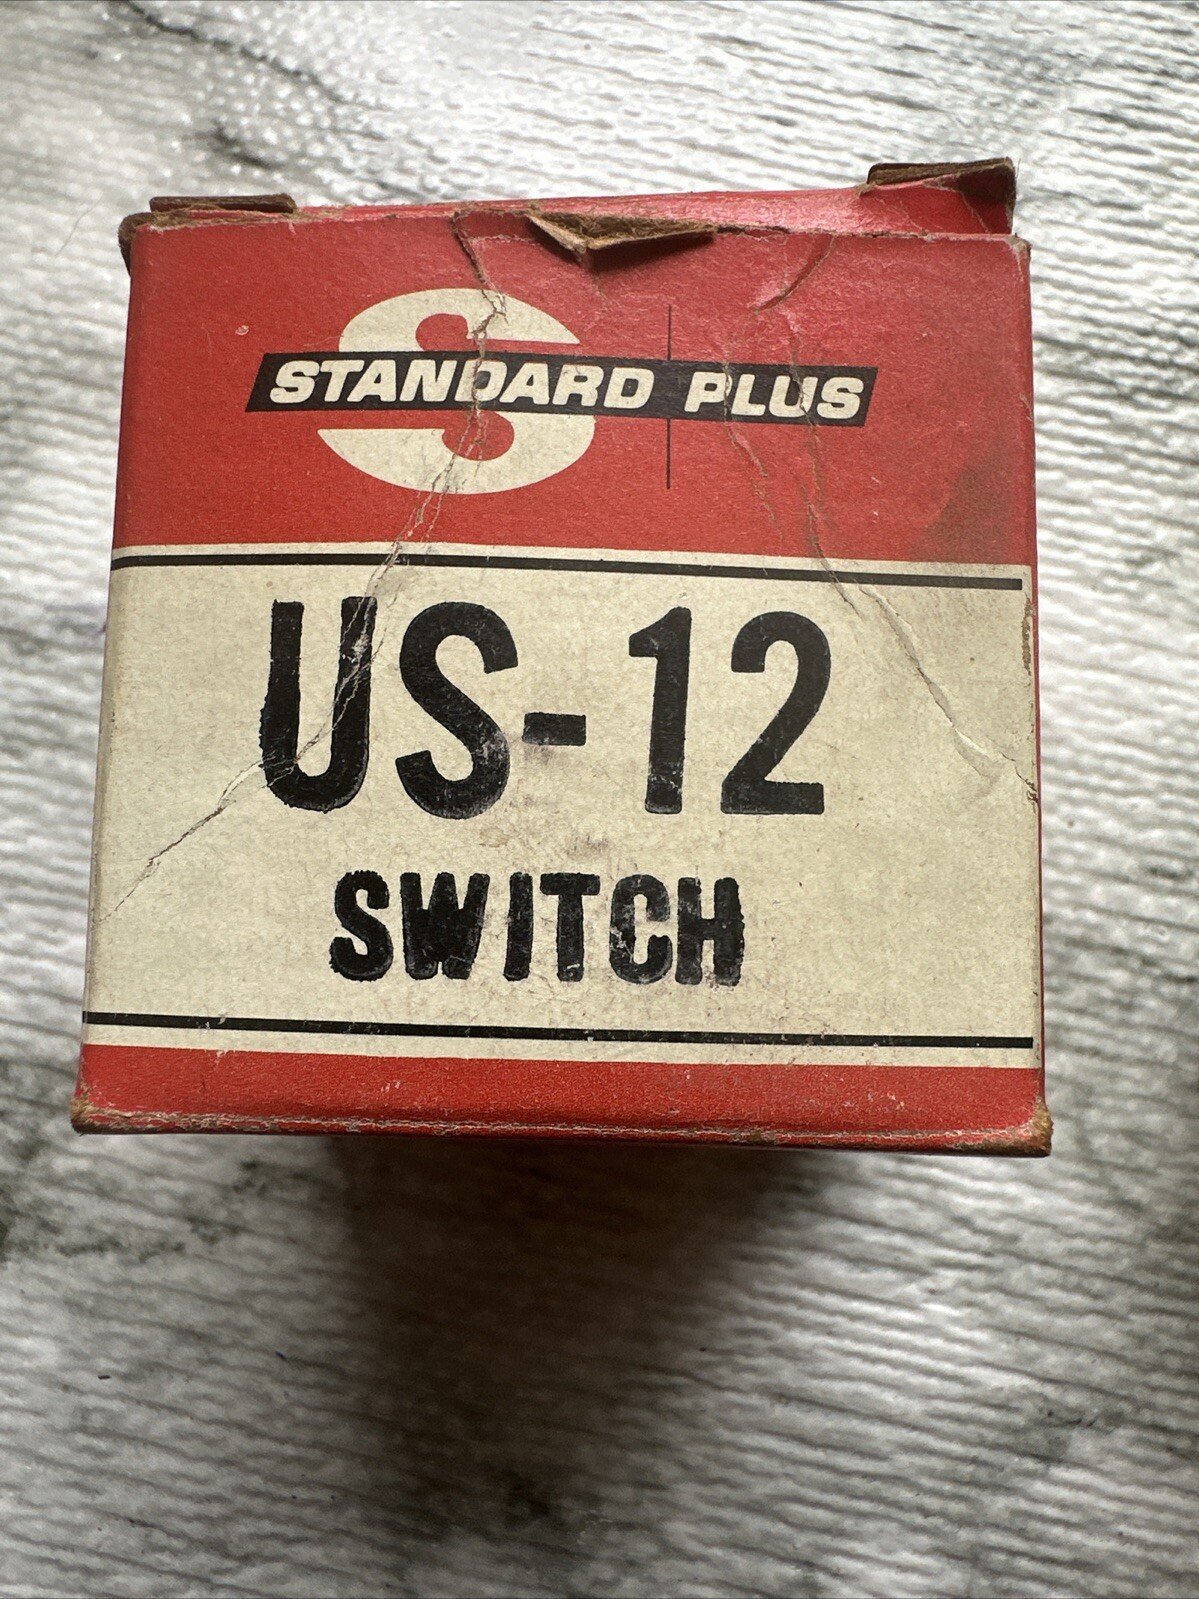 S
STANDARD PLUS
US-12
SWITCH